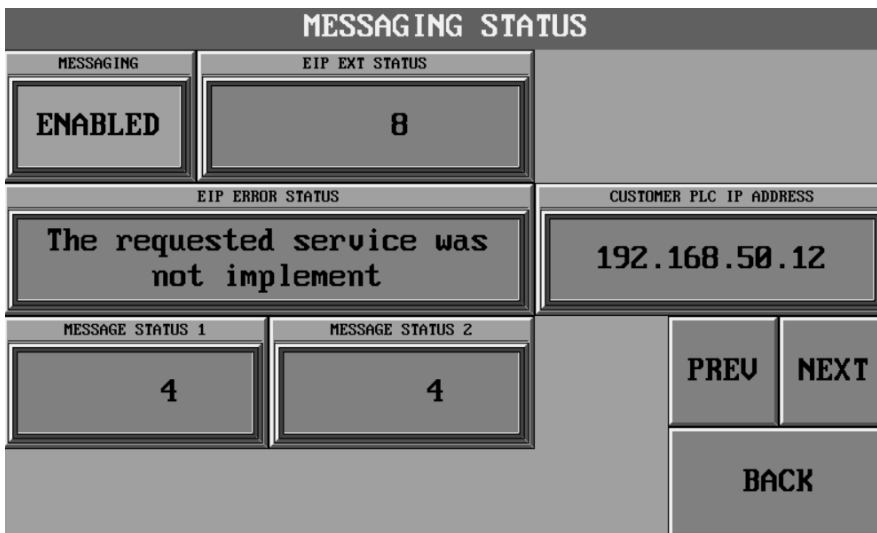 MESSAGING STATUS
MESSAGING
EIP EXT STATUS
ENABLED
8
EIP ERROR STATUS
CUSTOMER PLC IP ADDRESS
The requested service was
not implement
192.168.50.12
MESSAGE STATUS 1
MESSAGE STATUS 2
4
4
PREV
NEXT
BACK